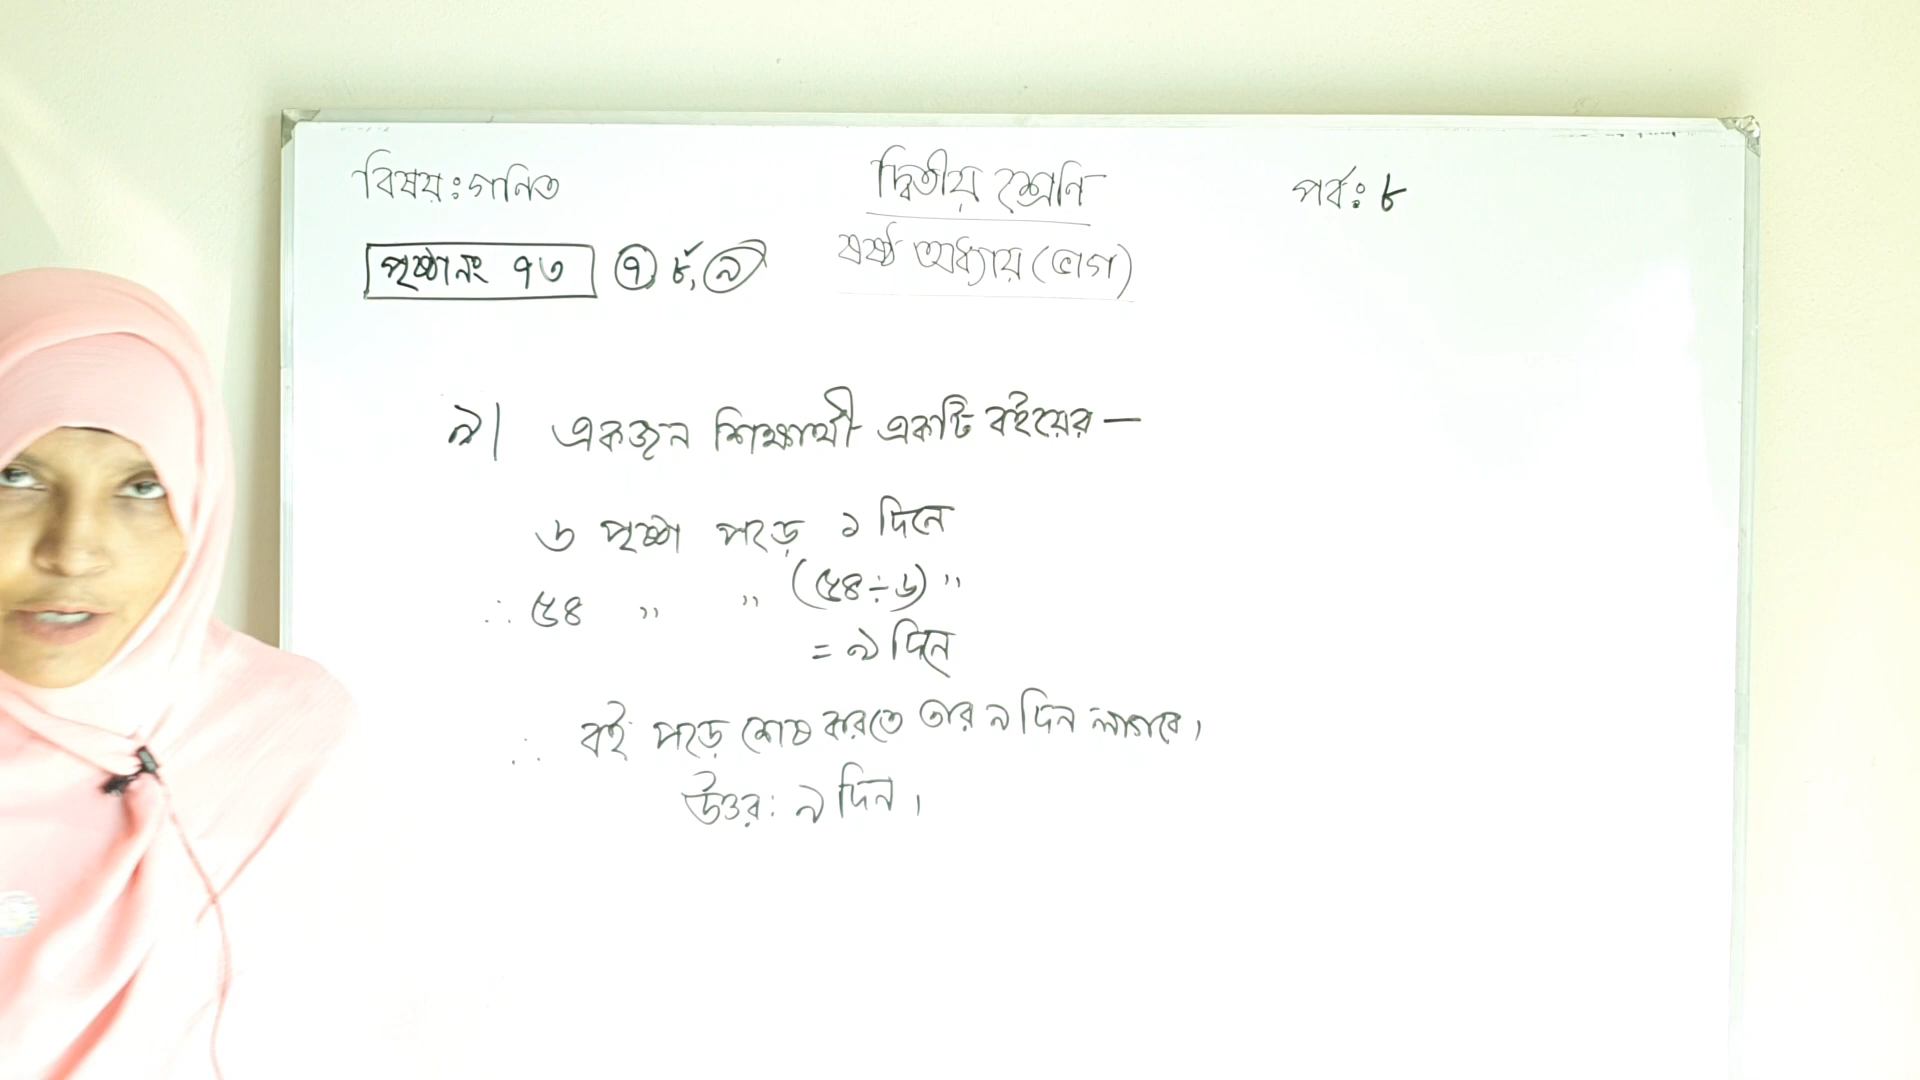 বিষয়ঃ গনিত দ্বিতীয় শ্রেণি পর্বঃ ৮
পৃষ্ঠা নং ৭৩ ৭ ৮, ৯ ষষ্ঠ অধ্যায় (ভাগ)
৯| একজন শিক্ষার্থী একটি বইয়ের —
৬ পৃষ্ঠা পড়ে ১ দিনে
∴ ৫৪ " " (৫৪÷৬) "
= ৯ দিনে
∴ বই পড়ে শেষ করতে তার ৯ দিন লাগবে।
উত্তর: ৯ দিন।